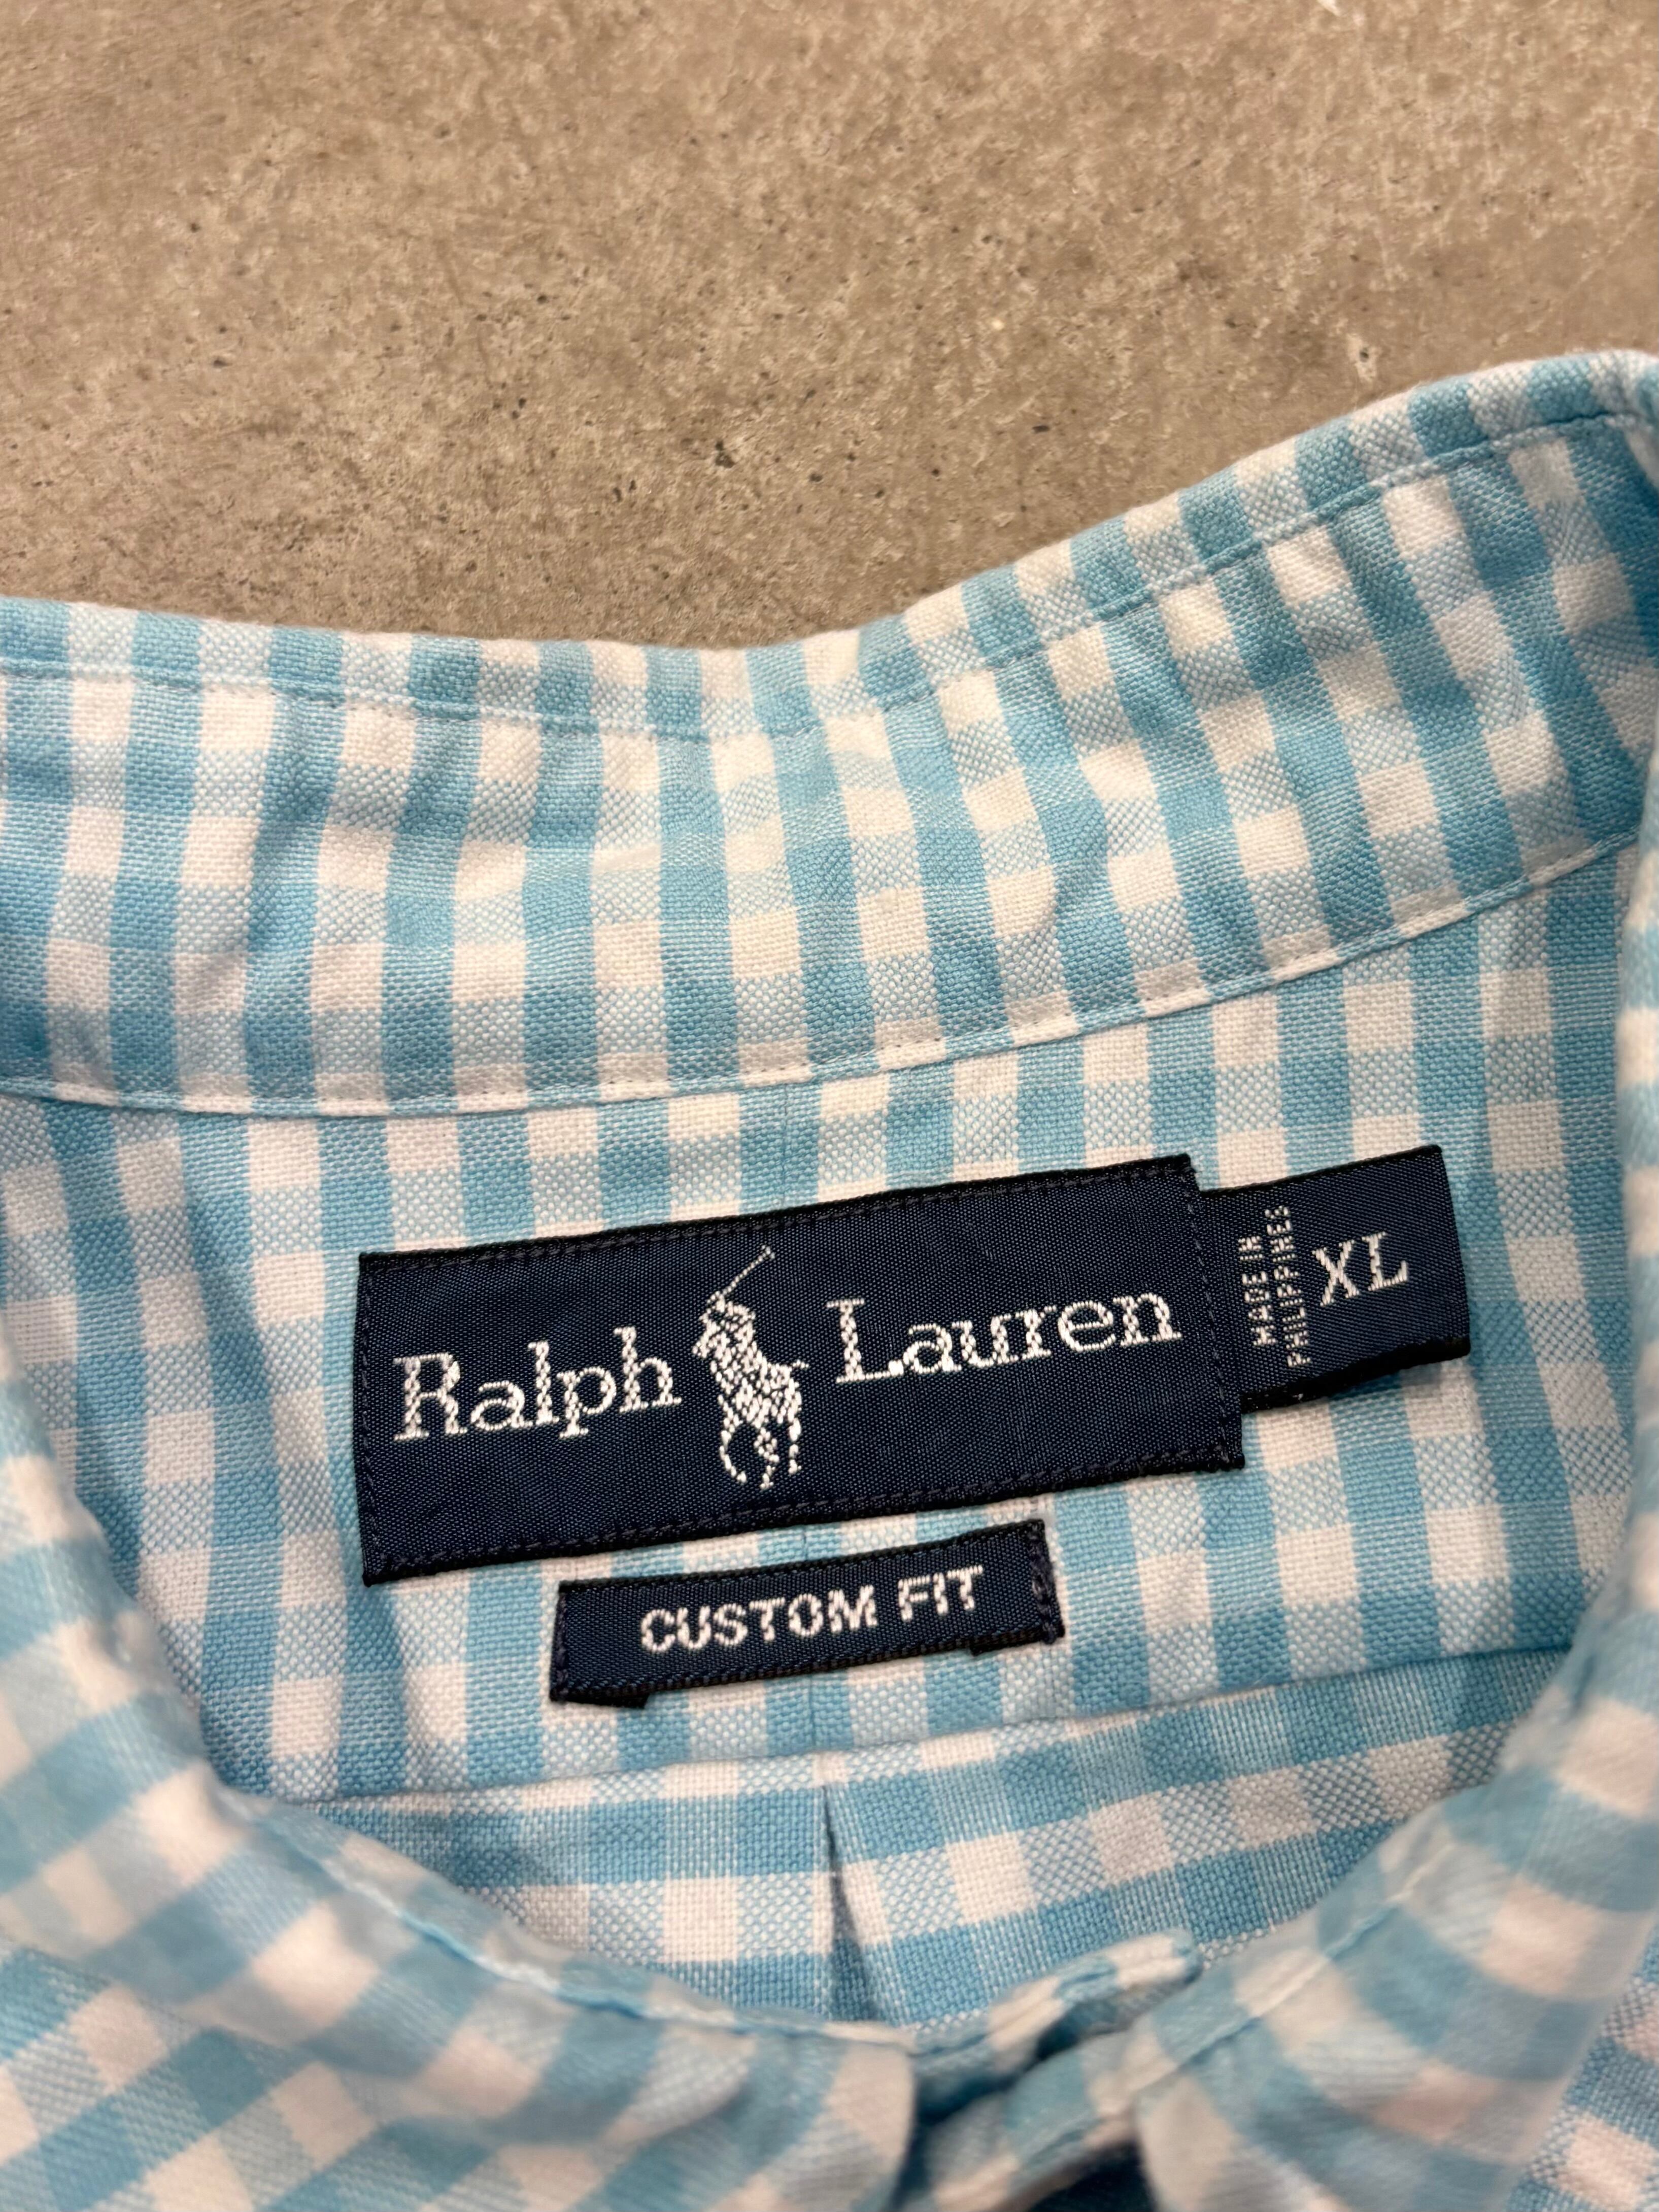 Ralph Lauren
MADE IN
PHILIPPINES
XL
CUSTOM FIT